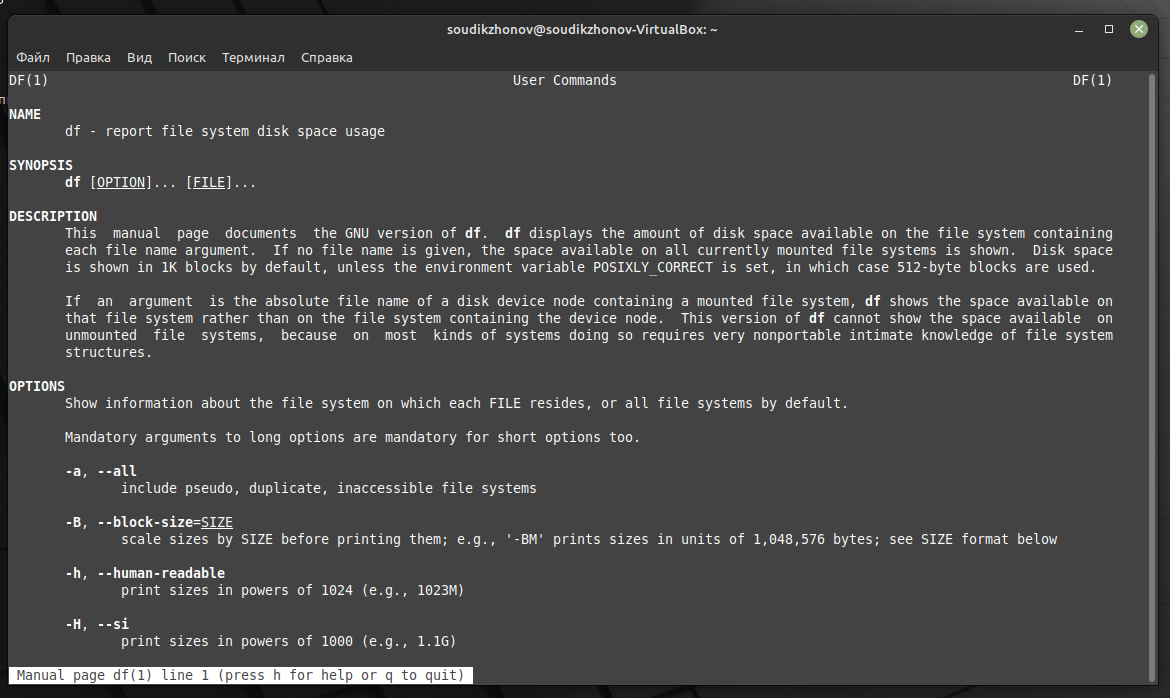 soudikzhonov@soudikzhonov-VirtualBox: ~
Файл Правка Вид Поиск Терминал Справка
DF(1) User Commands DF(1)
NAME
df - report file system disk space usage
SYNOPSIS
df [OPTION]... [FILE]...
DESCRIPTION
This manual page documents the GNU version of df. df displays the amount of disk space available on the file system containing
each file name argument. If no file name is given, the space available on all currently mounted file systems is shown. Disk space
is shown in 1K blocks by default, unless the environment variable POSIXLY_CORRECT is set, in which case 512-byte blocks are used.
If an argument is the absolute file name of a disk device node containing a mounted file system, df shows the space available on
that file system rather than on the file system containing the device node. This version of df cannot show the space available on
unmounted file systems, because on most kinds of systems doing so requires very nonportable intimate knowledge of file system
structures.
OPTIONS
Show information about the file system on which each FILE resides, or all file systems by default.
Mandatory arguments to long options are mandatory for short options too.
-a, --all
include pseudo, duplicate, inaccessible file systems
-B, --block-size=SIZE
scale sizes by SIZE before printing them; e.g., '-BM' prints sizes in units of 1,048,576 bytes; see SIZE format below
-h, --human-readable
print sizes in powers of 1024 (e.g., 1023M)
-H, --si
print sizes in powers of 1000 (e.g., 1.1G)
Manual page df(1) line 1 (press h for help or q to quit)